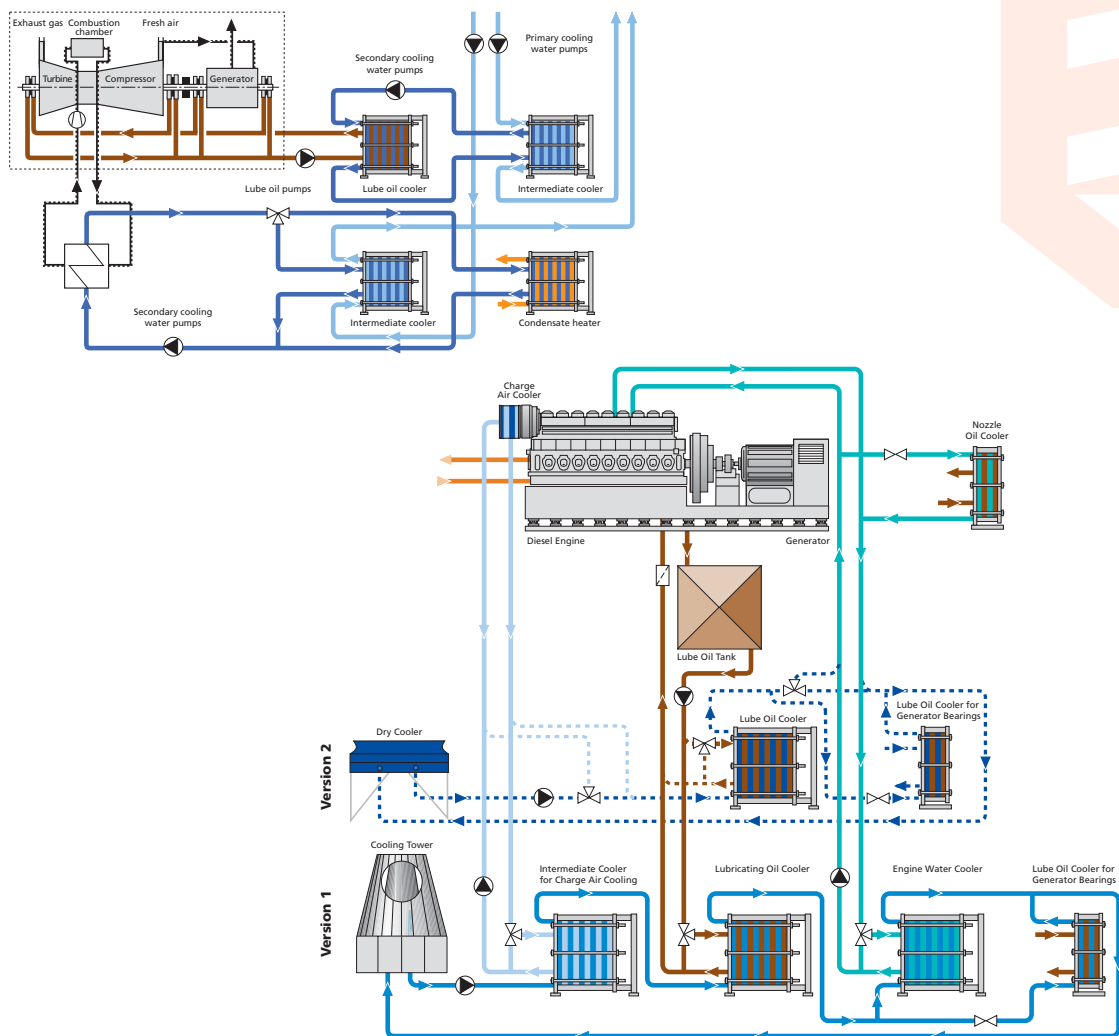 Exhaust gas
Combustion
chamber
Fresh air
Primary cooling
water pumps
Secondary cooling
water pumps
Turbine
Compressor
Generator
Lube oil pumps
Lube oil cooler
Intermediate cooler
Secondary cooling
water pumps
Intermediate cooler
Condensate heater
Charge
Air Cooler
Nozzle
Oil Cooler
Diesel Engine
Generator
Lube Oil Tank
Version 2
Dry Cooler
Lube Oil Cooler
Lube Oil Cooler for
Generator Bearings
Version 1
Cooling Tower
Intermediate Cooler
for Charge Air Cooling
Lubricating Oil Cooler
Engine Water Cooler
Lube Oil Cooler for
Generator Bearings